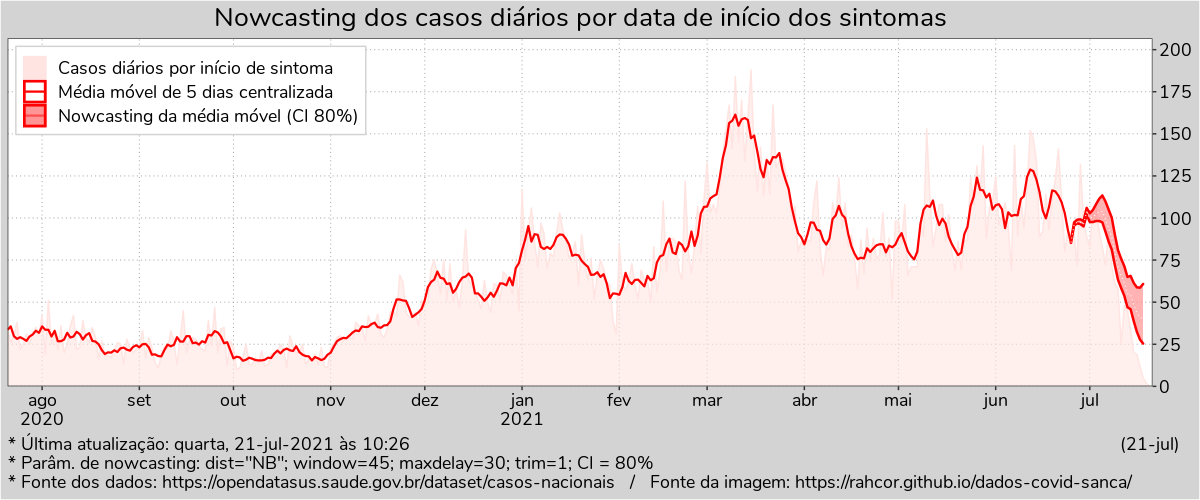 Nowcasting dos casos diários por data de início dos sintomas
Casos diários por início de sintoma
Média móvel de 5 dias centralizada
Nowcasting da média móvel (CI 80%)
200
175
150
125
100
75
50
25
0
ago set out nov dez jan fev mar abr mai jun jul
2020 2021
* Última atualização: quarta, 21-jul-2021 às 10:26 (21-jul)
* Parâm. de nowcasting: dist="NB"; window=45; maxdelay=30; trim=1; CI = 80%
* Fonte dos dados: https://opendatasus.saude.gov.br/dataset/casos-nacionais / Fonte da imagem: https://rahcor.github.io/dados-covid-sanca/